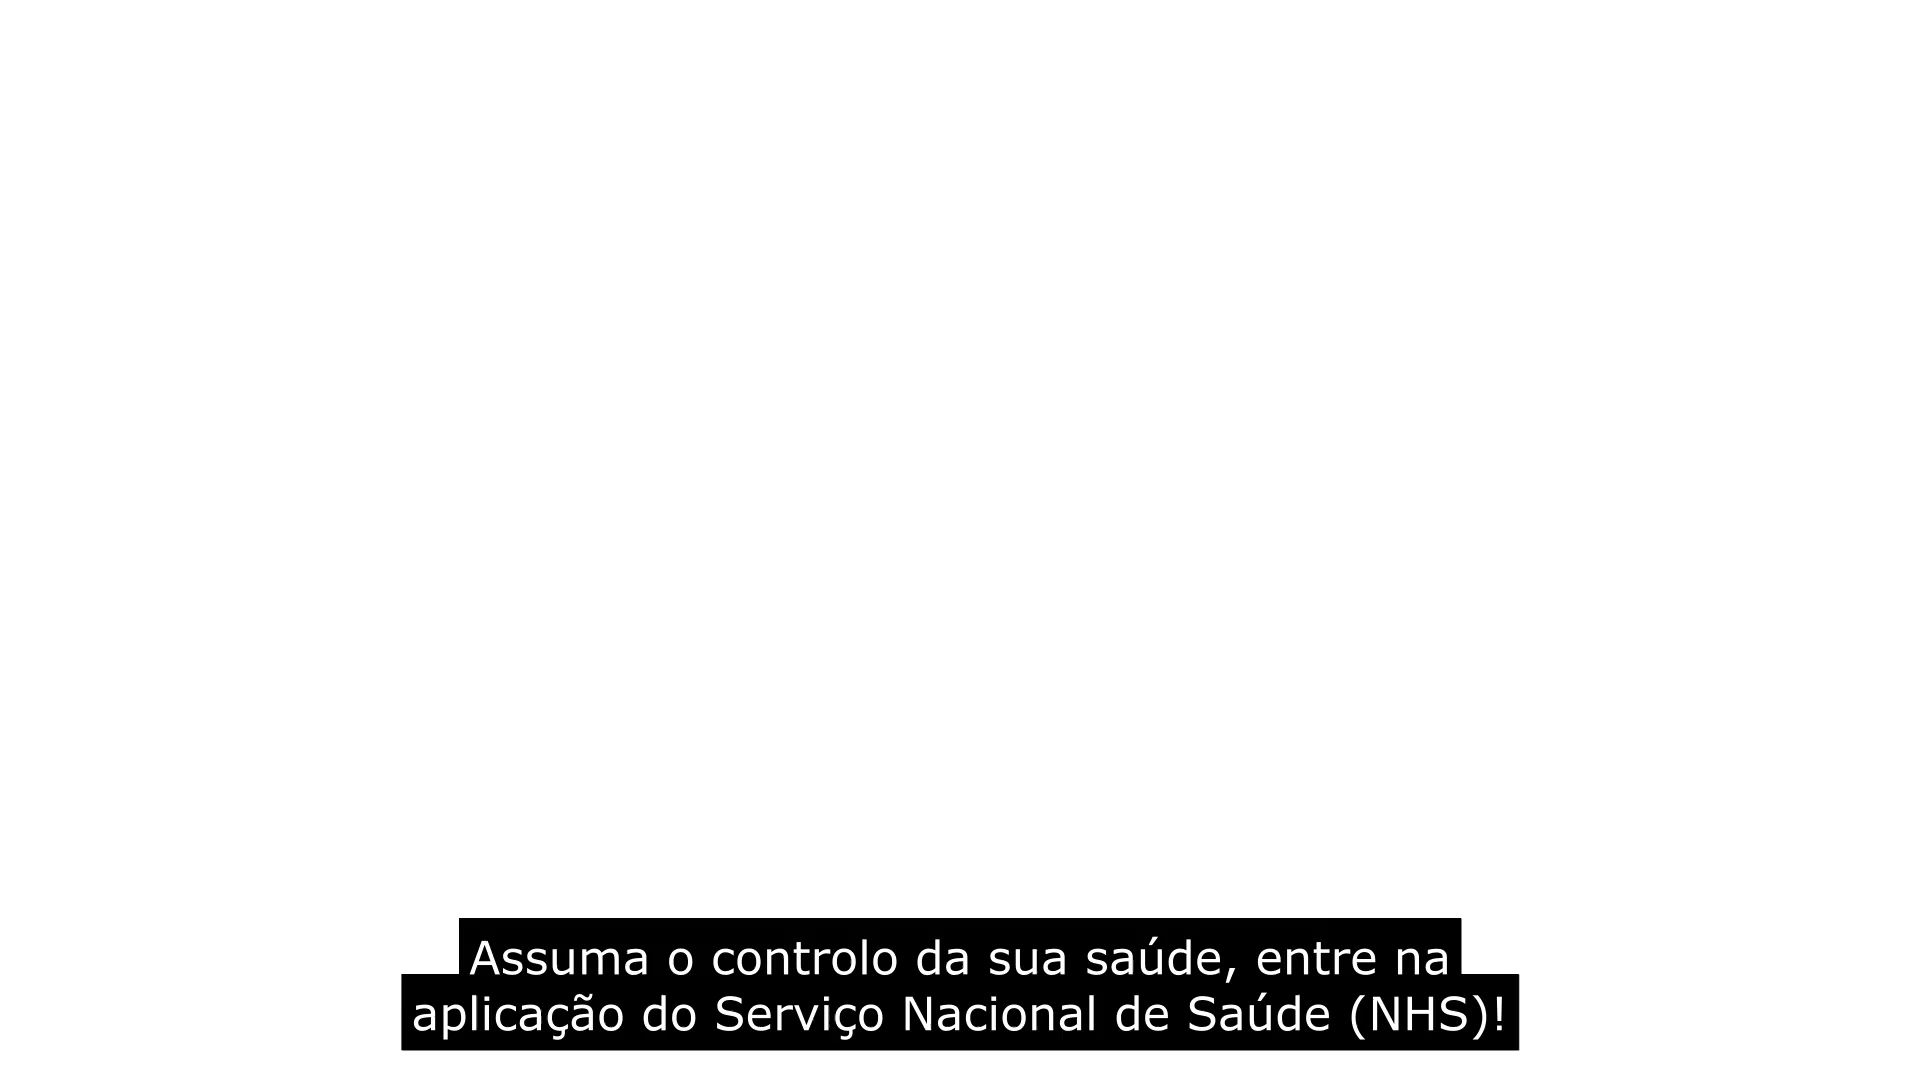 Assuma o controlo da sua saúde, entre na
aplicação do Serviço Nacional de Saúde (NHS)!